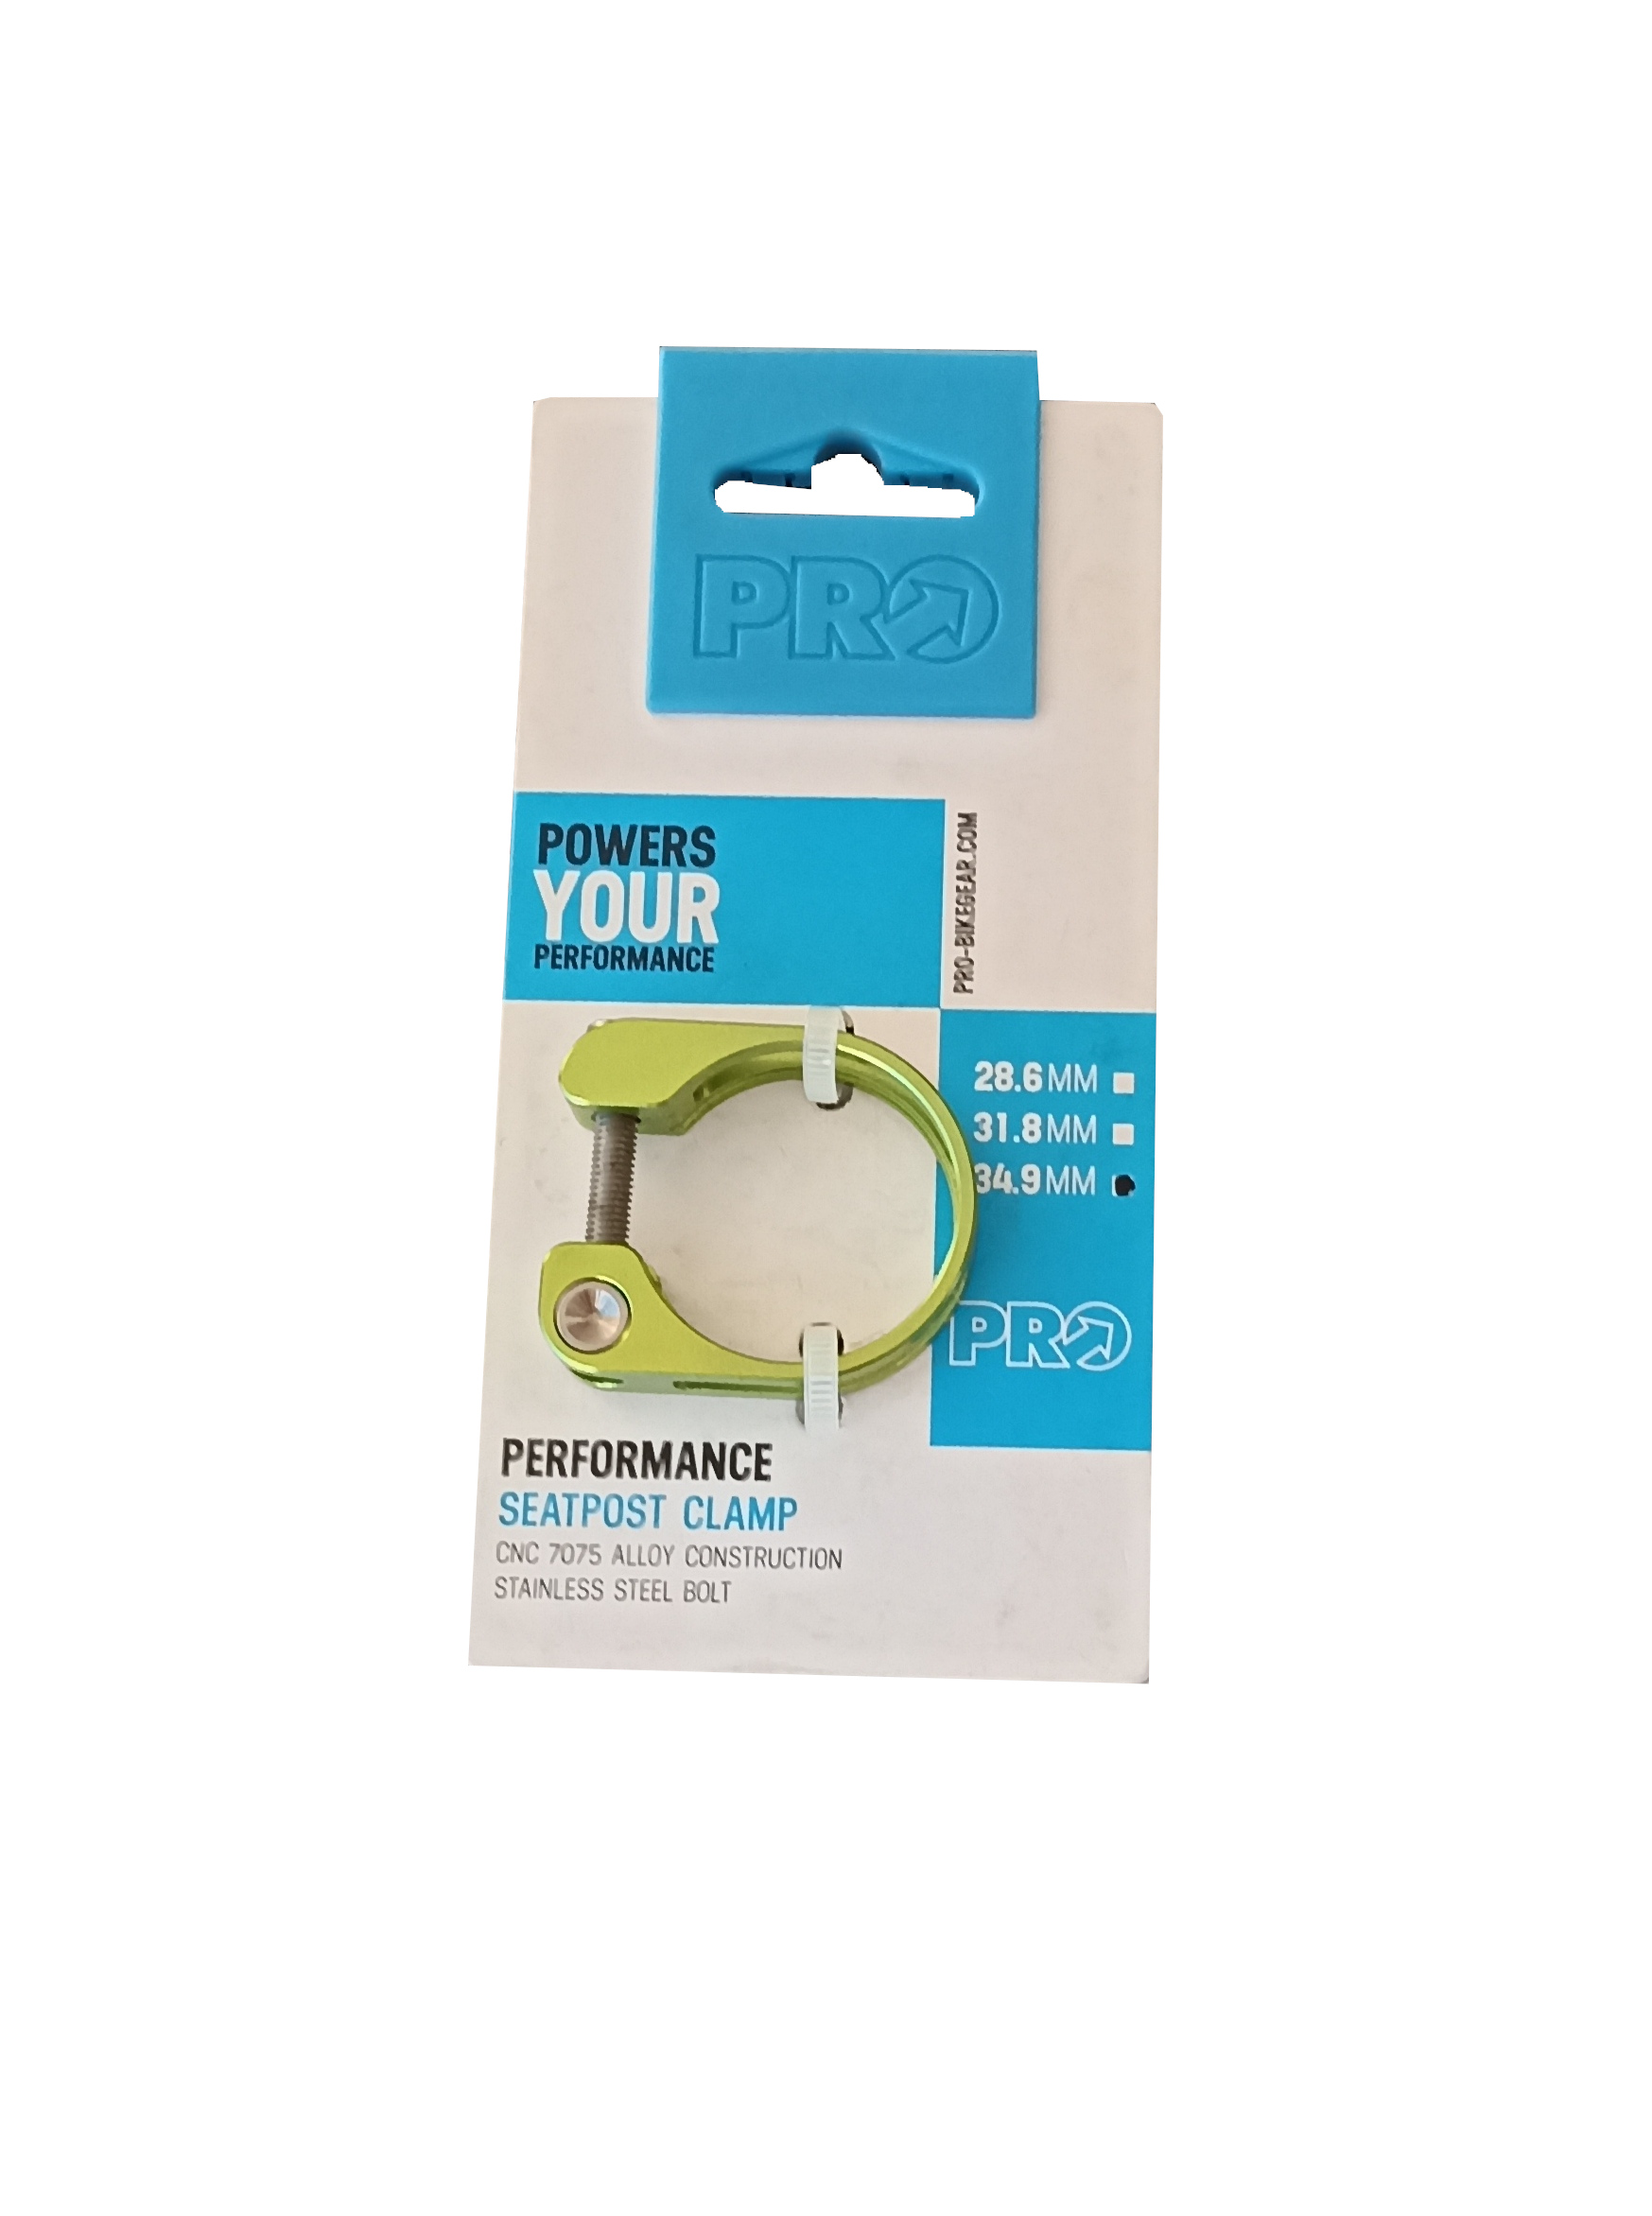 PRO
POWERS
YOUR
PERFORMANCE
PRO-BIKEGEAR.COM
28.6MM
31.8MM
34.9MM
PRO
PERFORMANCE
SEATPOST CLAMP
CNC 7075 ALLOY CONSTRUCTION
STAINLESS STEEL BOLT